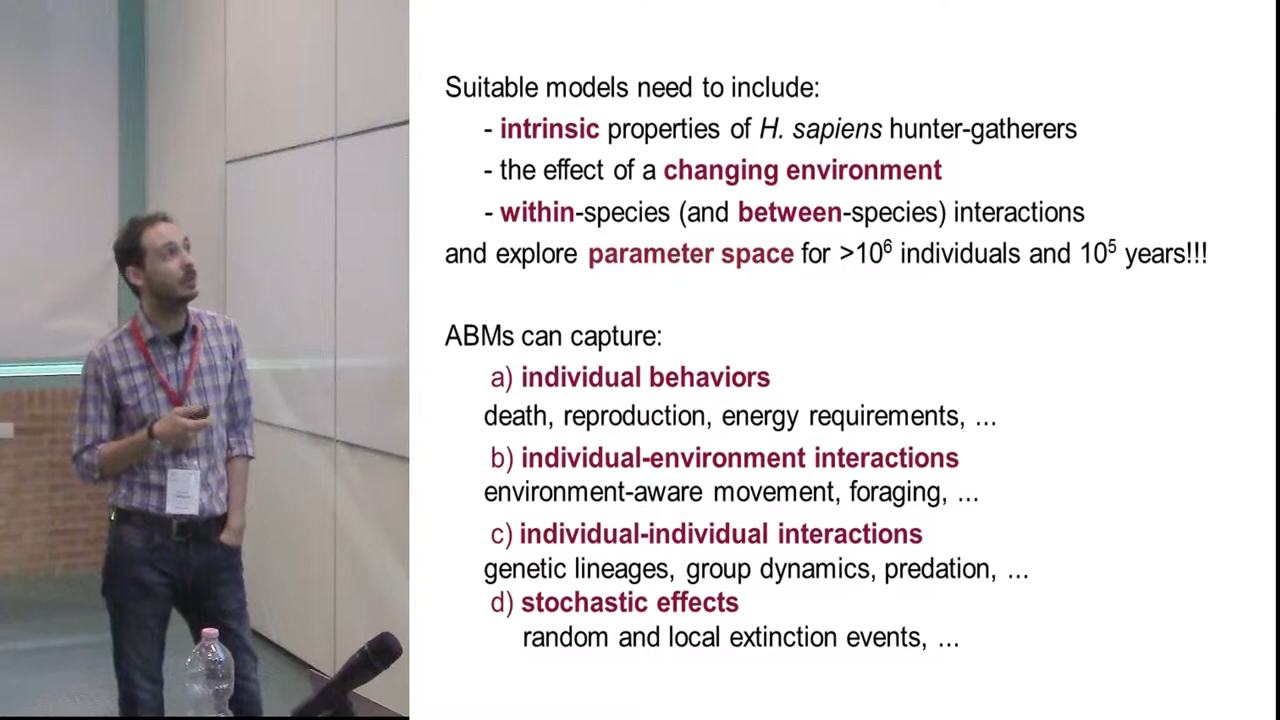 Suitable models need to include:
- intrinsic properties of H. sapiens hunter-gatherers
- the effect of a changing environment
- within-species (and between-species) interactions
and explore parameter space for >10⁶ individuals and 10⁵ years!!!
ABMs can capture:
a) individual behaviors
death, reproduction, energy requirements, ...
b) individual-environment interactions
environment-aware movement, foraging, ...
c) individual-individual interactions
genetic lineages, group dynamics, predation, ...
d) stochastic effects
random and local extinction events, ...